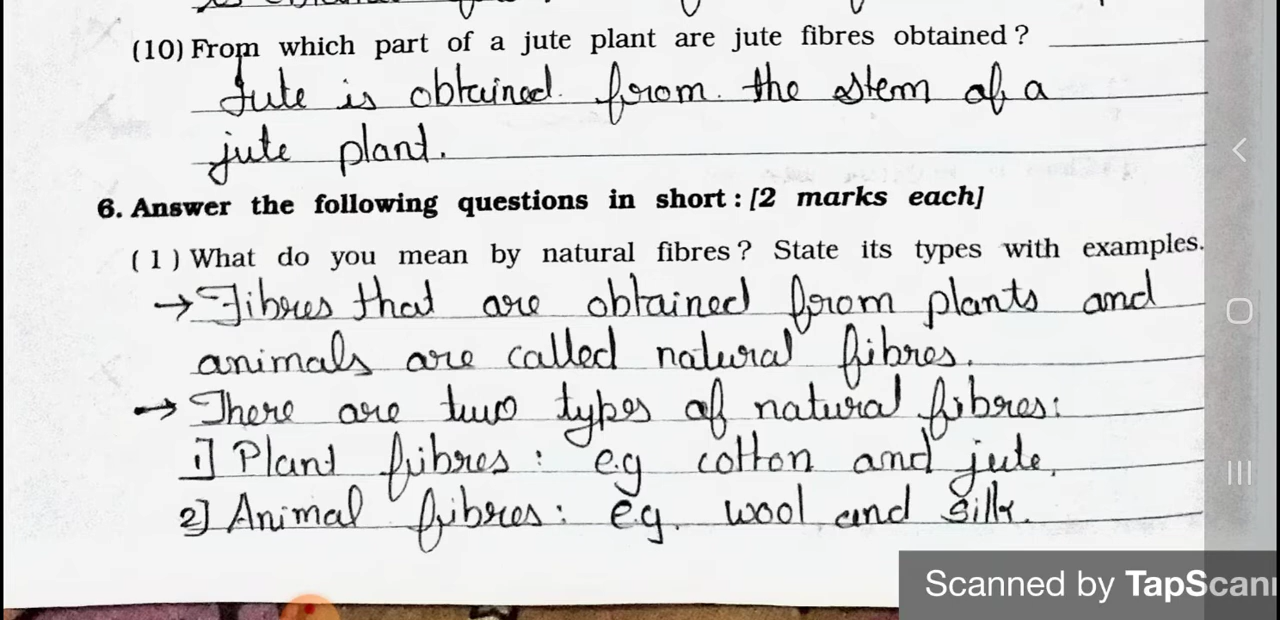 (10) From which part of a jute plant are jute fibres obtained ?
Jute is obtained from the stem of a
jute plant.
6. Answer the following questions in short : [2 marks each]
( 1 ) What do you mean by natural fibres ? State its types with examples.
→ Fibres that are obtained from plants and
animals are called natural fibres.
→ There are two types of natural fibres:
1] Plant fibres : e.g cotton and jute.
2] Animal fibres : eg. wool and silk.
Scanned by TapScan